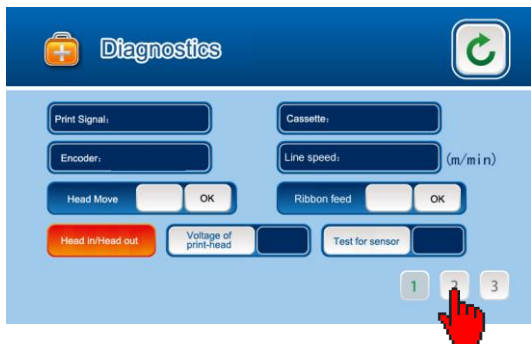 Diagnostics
Print Signal:
Cassette:
Encoder:
Line speed:
(m/min)
Head Move
OK
Ribbon feed
OK
Head in/Head out
Voltage of
print-head
Test for sensor
1
2
3